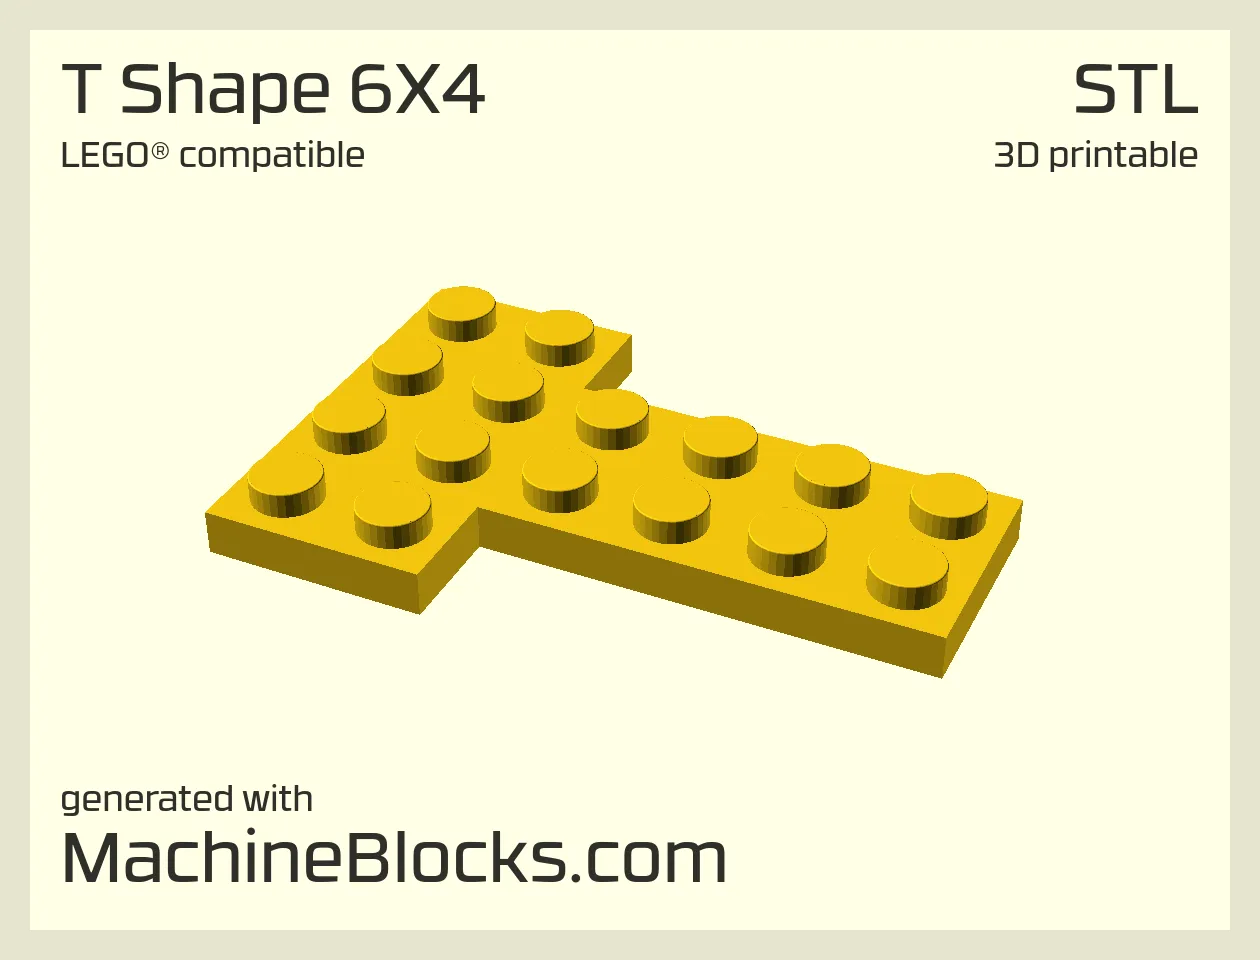 T Shape 6X4
LEGO® compatible
STL
3D printable
generated with
MachineBlocks.com